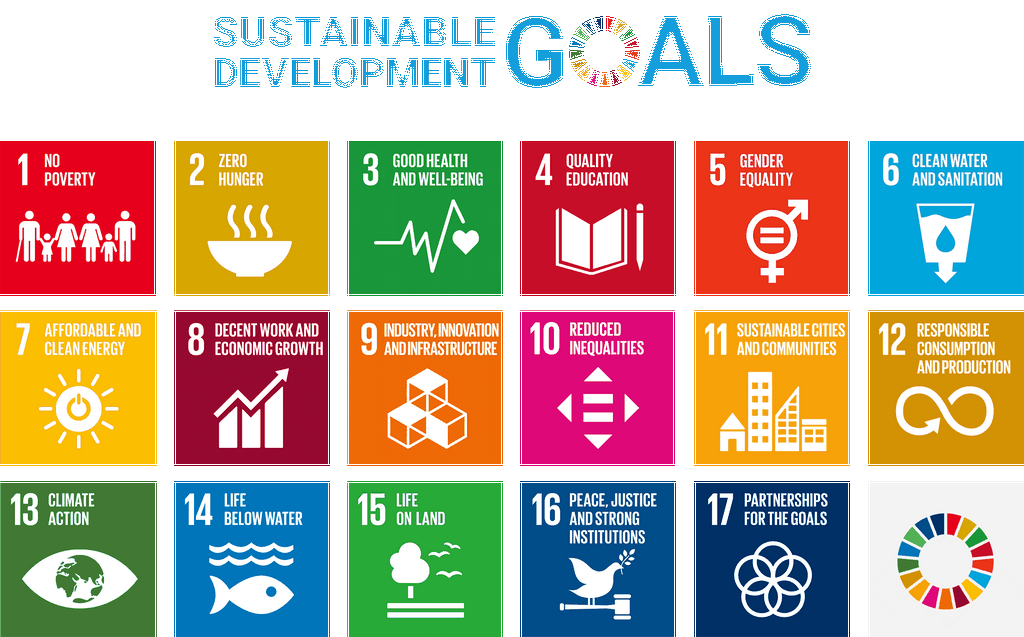 SUSTAINABLE
DEVELOPMENT
GOALS
1 NO
POVERTY
2 ZERO
HUNGER
3 GOOD HEALTH
AND WELL-BEING
4 QUALITY
EDUCATION
5 GENDER
EQUALITY
6 CLEAN WATER
AND SANITATION
7 AFFORDABLE AND
CLEAN ENERGY
8 DECENT WORK AND
ECONOMIC GROWTH
9 INDUSTRY, INNOVATION
AND INFRASTRUCTURE
10 REDUCED
INEQUALITIES
11 SUSTAINABLE CITIES
AND COMMUNITIES
12 RESPONSIBLE
CONSUMPTION
AND PRODUCTION
13 CLIMATE
ACTION
14 LIFE
BELOW WATER
15 LIFE
ON LAND
16 PEACE, JUSTICE
AND STRONG
INSTITUTIONS
17 PARTNERSHIPS
FOR THE GOALS